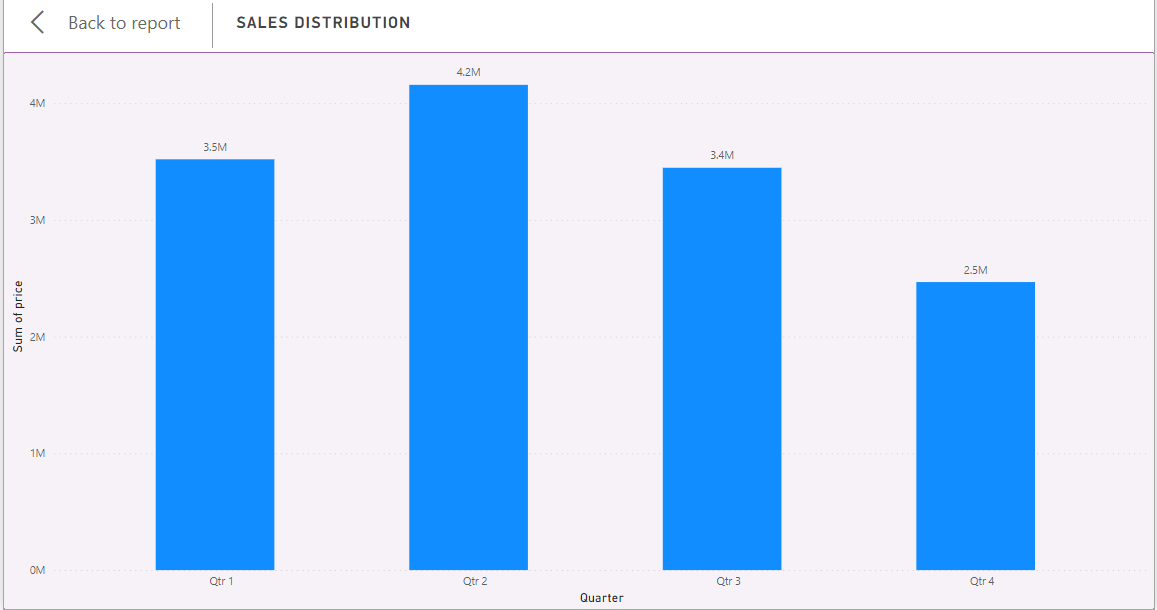 Back to report
SALES DISTRIBUTION
4.2M
4M
3.5M
3.4M
3M
2.5M
Sum of price
2M
1M
0M
Qtr 1 Qtr 2 Qtr 3 Qtr 4
Quarter